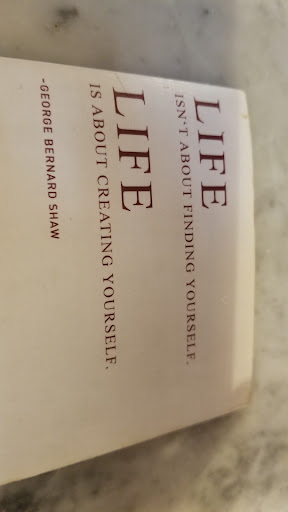 LIFE
ISN'T ABOUT FINDING YOURSELF.
LIFE
IS ABOUT CREATING YOURSELF.
-GEORGE BERNARD SHAW